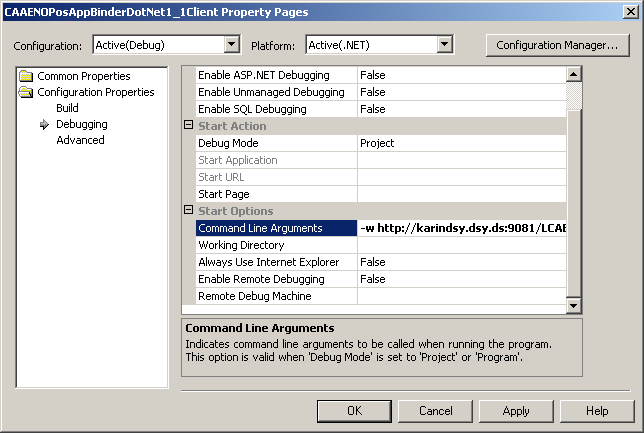 CAAENOPosAppBinderDotNet1_1Client Property Pages
Configuration: Active(Debug) Platform: Active(.NET) Configuration Manager...
Common Properties
Configuration Properties
Build
Debugging
Advanced
Enable ASP.NET Debugging False
Enable Unmanaged Debugging False
Enable SQL Debugging False
Start Action
Debug Mode Project
Start Application
Start URL
Start Page
Start Options
Command Line Arguments -w http://karindsy.dsy.ds:9081/LCAE
Working Directory
Always Use Internet Explorer False
Enable Remote Debugging False
Remote Debug Machine
Command Line Arguments
Indicates command line arguments to be called when running the program.
This option is valid when 'Debug Mode' is set to 'Project' or 'Program'.
OK Cancel Apply Help